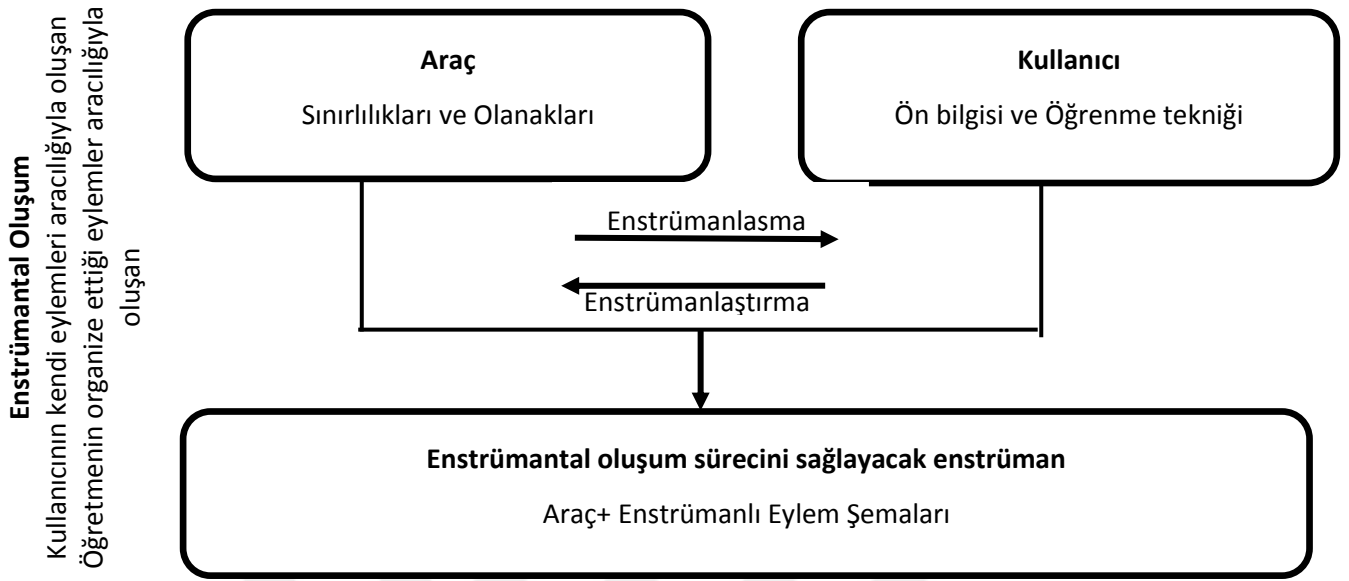 Enstrümantal Oluşum
Kullanıcının kendi eylemleri aracılığıyla oluşan
Öğretmenin organize ettiği eylemler aracılığıyla
oluşan
Araç
Sınırlılıkları ve Olanakları
Kullanıcı
Ön bilgisi ve Öğrenme tekniği
Enstrümanlasma
Enstrümanlaştırma
Enstrümantal oluşum sürecini sağlayacak enstrüman
Araç+ Enstrümanlı Eylem Şemaları